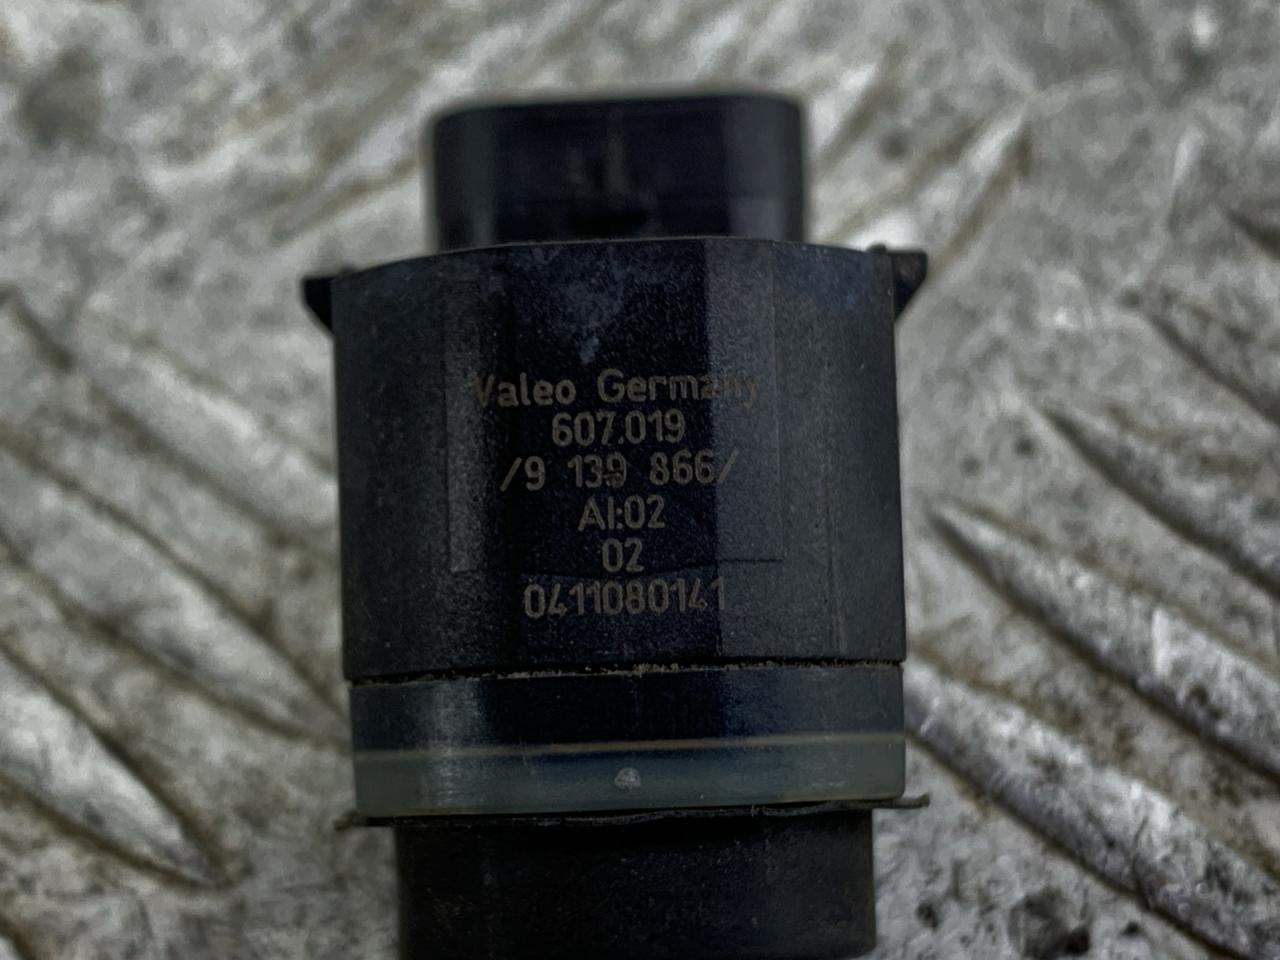 Valeo Germany
607.019
/9 139 866/
AI:02
02
0411080141